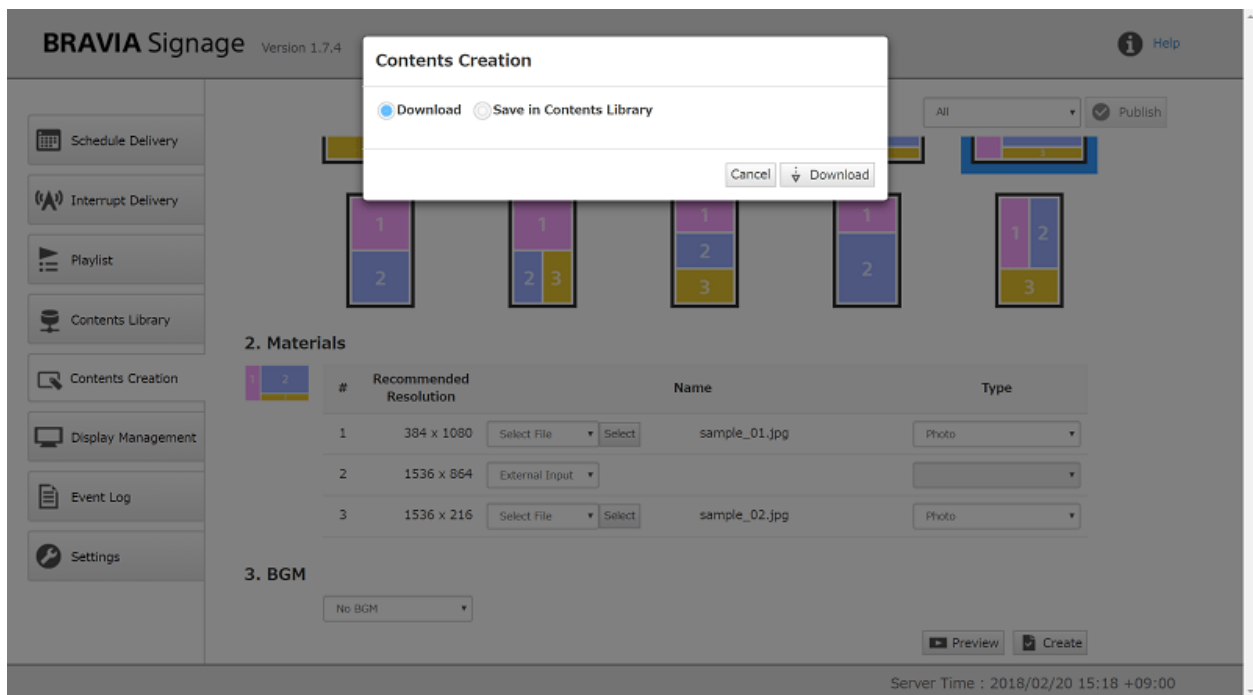 BRAVIA Signage Version 1.7.4
Help
Contents Creation
Download Save in Contents Library
Cancel Download
All Publish
Schedule Delivery
Interrupt Delivery
Playlist
Contents Library
Contents Creation
Display Management
Event Log
Settings
3
1 2
1 2 3
1 2 3
1 2
1 2 3
2. Materials
1 2
# Recommended Resolution Name Type
1 384 x 1080 Select File Select sample_01.jpg Photo
2 1536 x 864 External Input
3 1536 x 216 Select File Select sample_02.jpg Photo
3. BGM
No BGM
Preview Create
Server Time : 2018/02/20 15:18 +09:00